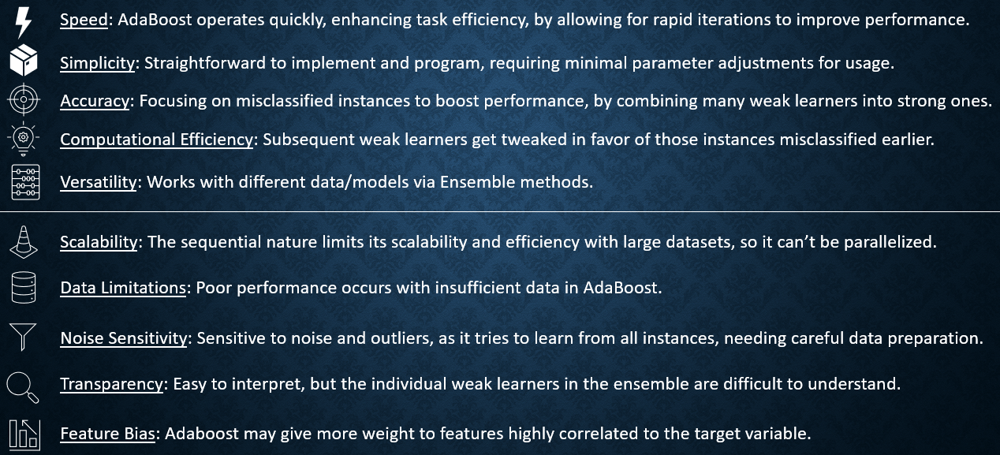 Speed: AdaBoost operates quickly, enhancing task efficiency, by allowing for rapid iterations to improve performance.
Simplicity: Straightforward to implement and program, requiring minimal parameter adjustments for usage.
Accuracy: Focusing on misclassified instances to boost performance, by combining many weak learners into strong ones.
Computational Efficiency: Subsequent weak learners get tweaked in favor of those instances misclassified earlier.
Versatility: Works with different data/models via Ensemble methods.
Scalability: The sequential nature limits its scalability and efficiency with large datasets, so it can’t be parallelized.
Data Limitations: Poor performance occurs with insufficient data in AdaBoost.
Noise Sensitivity: Sensitive to noise and outliers, as it tries to learn from all instances, needing careful data preparation.
Transparency: Easy to interpret, but the individual weak learners in the ensemble are difficult to understand.
Feature Bias: Adaboost may give more weight to features highly correlated to the target variable.